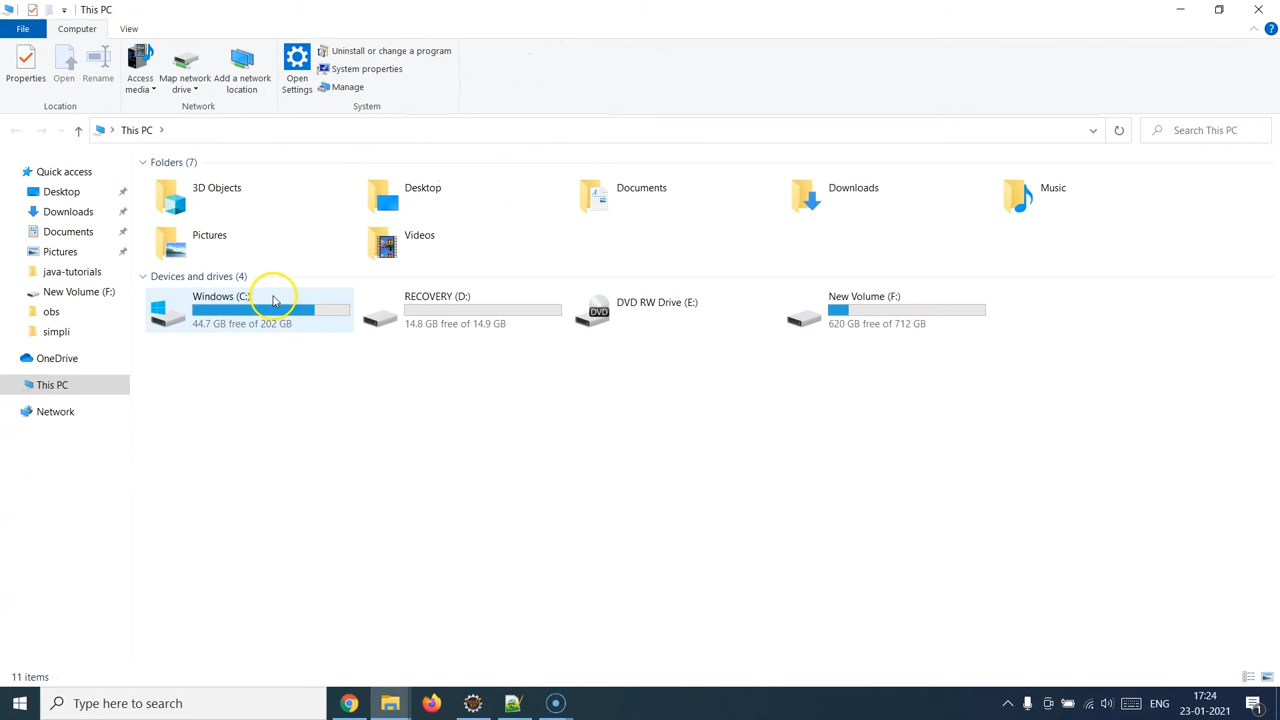 This PC
File
Computer
View
Properties
Open
Rename
Access media
Map network drive
Add a network location
Open Settings
Uninstall or change a program
System properties
Manage
Location
Network
System
This PC
Search This PC
Quick access
Desktop
Downloads
Documents
Pictures
java-tutorials
New Volume (F:)
obs
simpli
OneDrive
This PC
Network
Folders (7)
3D Objects
Desktop
Documents
Downloads
Music
Pictures
Videos
Devices and drives (4)
Windows (C:)
44.7 GB free of 202 GB
RECOVERY (D:)
14.8 GB free of 14.9 GB
DVD RW Drive (E:)
DVD
New Volume (F:)
620 GB free of 712 GB
11 items
Type here to search
ENG
17:24
23-01-2021
1